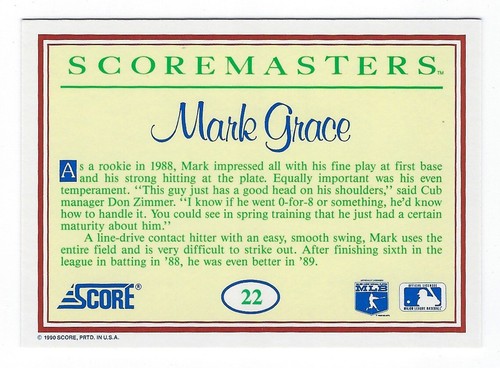 SCOREMASTERS™
Mark Grace
As a rookie in 1988, Mark impressed all with his fine play at first base
and his strong hitting at the plate. Equally important was his even
temperament. “This guy just has a good head on his shoulders,” said Cub
manager Don Zimmer. “I know if he went 0-for-8 or something, he'd know
how to handle it. You could see in spring training that he just had a certain
maturity about him.”
A line-drive contact hitter with an easy, smooth swing, Mark uses the
entire field and is very difficult to strike out. After finishing sixth in the
league in batting in '88, he was even better in '89.
SCORE®
22
MLB
© 1990 SCORE, PRTD. IN U.S.A.